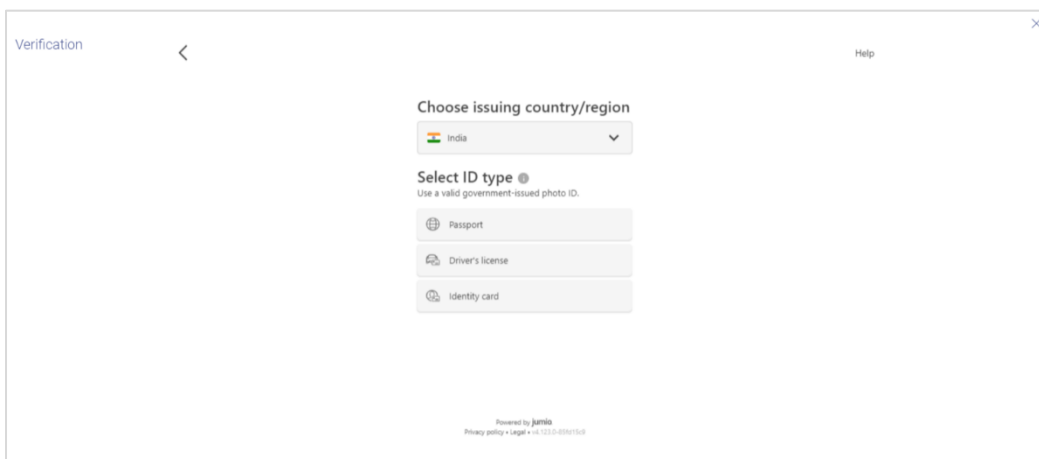 Verification
Help
Choose issuing country/region
India
Select ID type
Use a valid government-issued photo ID.
Passport
Driver's license
Identity card
Powered by jumio
Privacy policy • Legal •